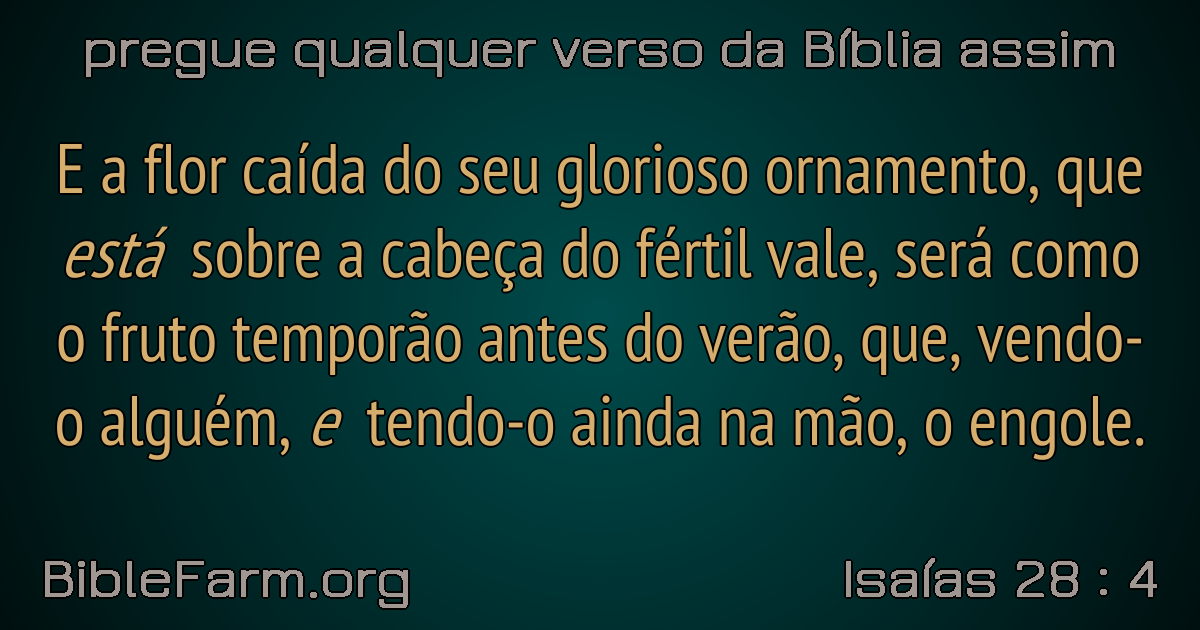 pregue qualquer verso da Bíblia assim
E a flor caída do seu glorioso ornamento, que
está sobre a cabeça do fértil vale, será como
o fruto temporão antes do verão, que, vendo-
o alguém, e tendo-o ainda na mão, o engole.
BibleFarm.org
Isaías 28 : 4